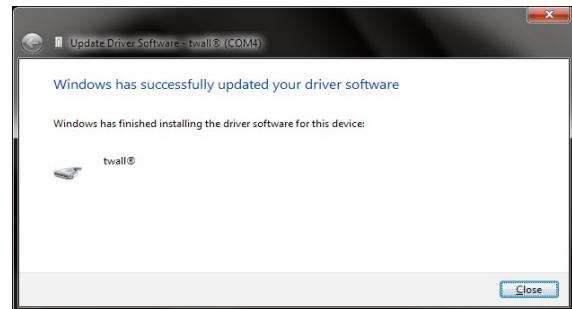 Update Driver Software - twall® (COM4)
Windows has successfully updated your driver software
Windows has finished installing the driver software for this device:
twall®
Close